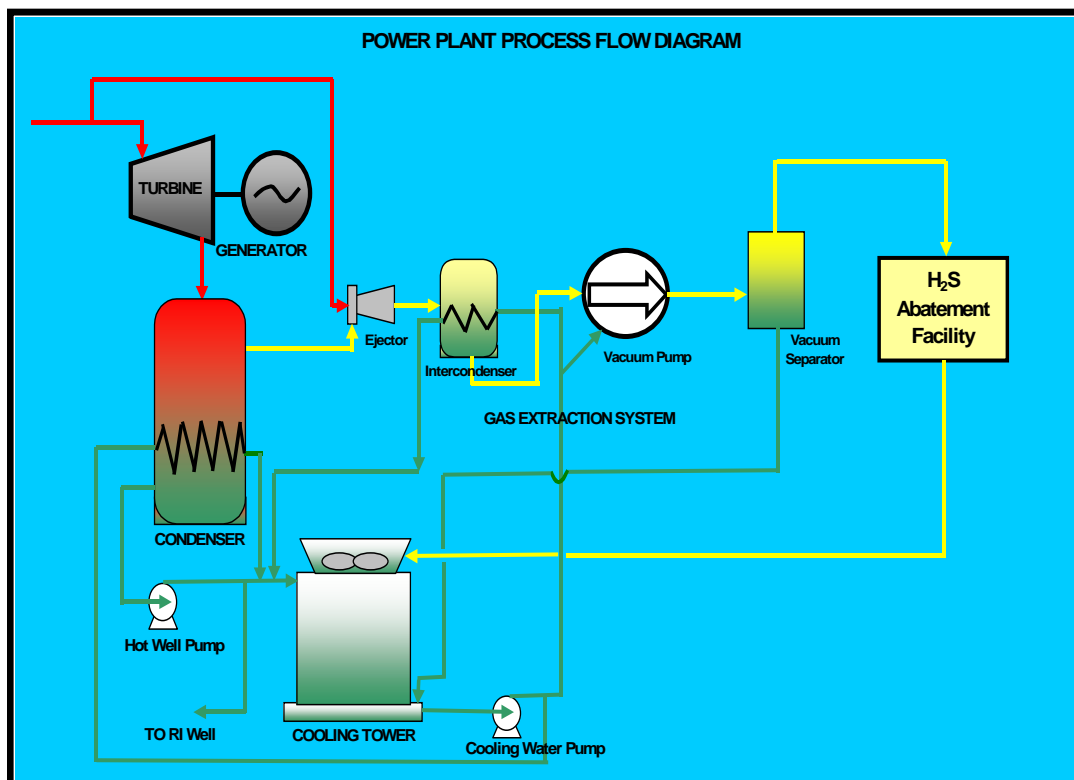 POWER PLANT PROCESS FLOW DIAGRAM
TURBINE
GENERATOR
Ejector
Intercondenser
Vacuum Pump
Vacuum
Separator
H₂S
Abatement
Facility
GAS EXTRACTION SYSTEM
CONDENSER
Hot Well Pump
TO RI Well
COOLING TOWER
Cooling Water Pump